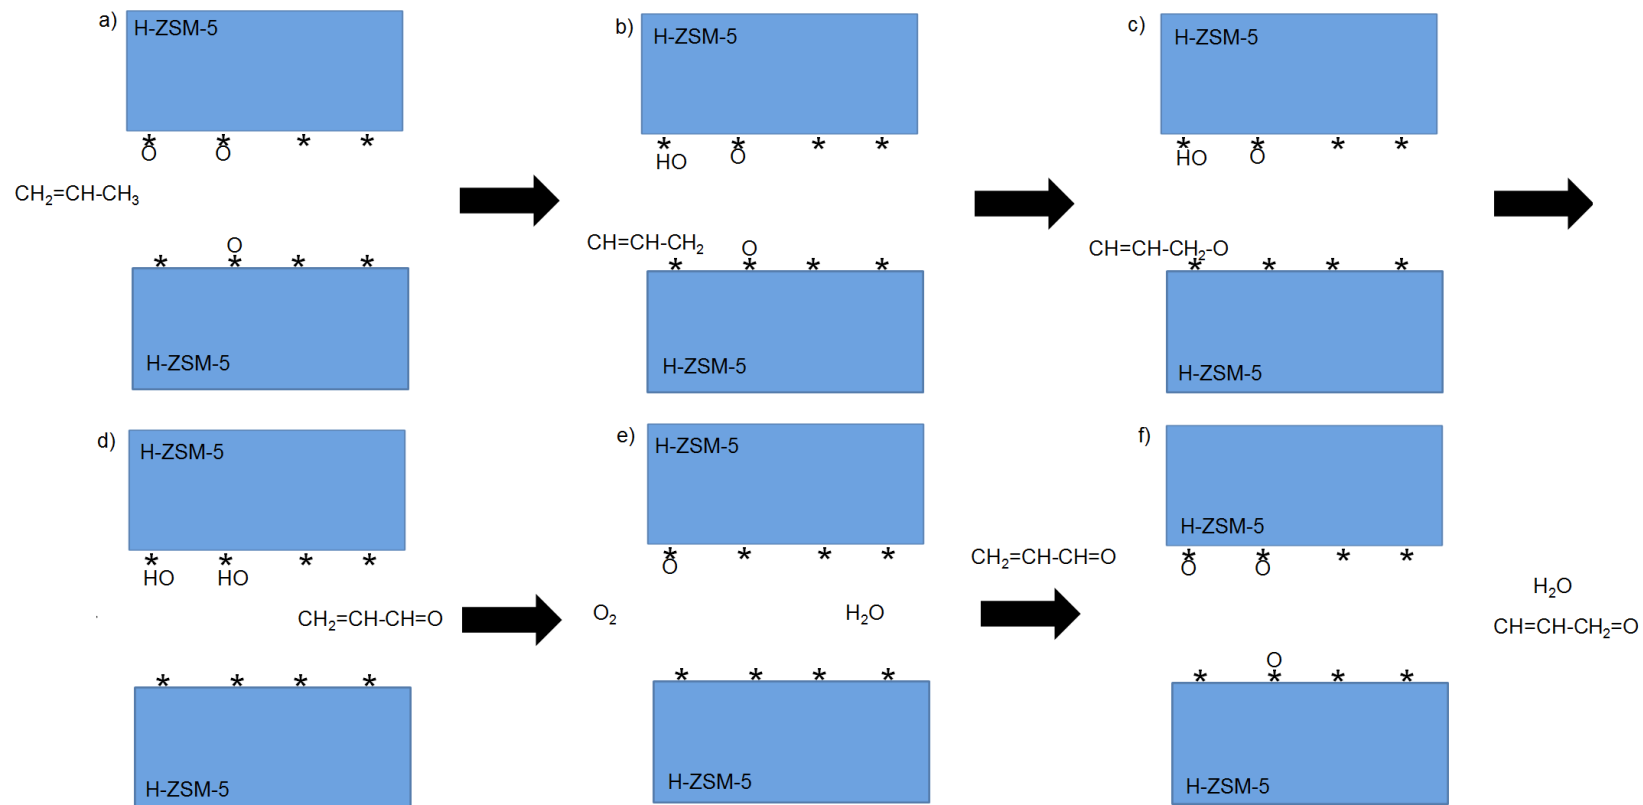 a)
H-ZSM-5
* * * *
O O
CH₂=CH-CH₃
O
* * * *
H-ZSM-5
b)
H-ZSM-5
* * * *
HO O
CH=CH-CH₂ O
* * * *
H-ZSM-5
c)
H-ZSM-5
* * * *
HO O
CH=CH-CH₂-O
* * * *
H-ZSM-5
d)
H-ZSM-5
* * * *
HO HO
CH₂=CH-CH=O
* * * *
H-ZSM-5
e)
H-ZSM-5
* * * *
O
O₂ H₂O
* * * *
H-ZSM-5
CH₂=CH-CH=O
f)
H-ZSM-5
* * * *
O O
H₂O
CH=CH-CH₂=O
O
* * * *
H-ZSM-5